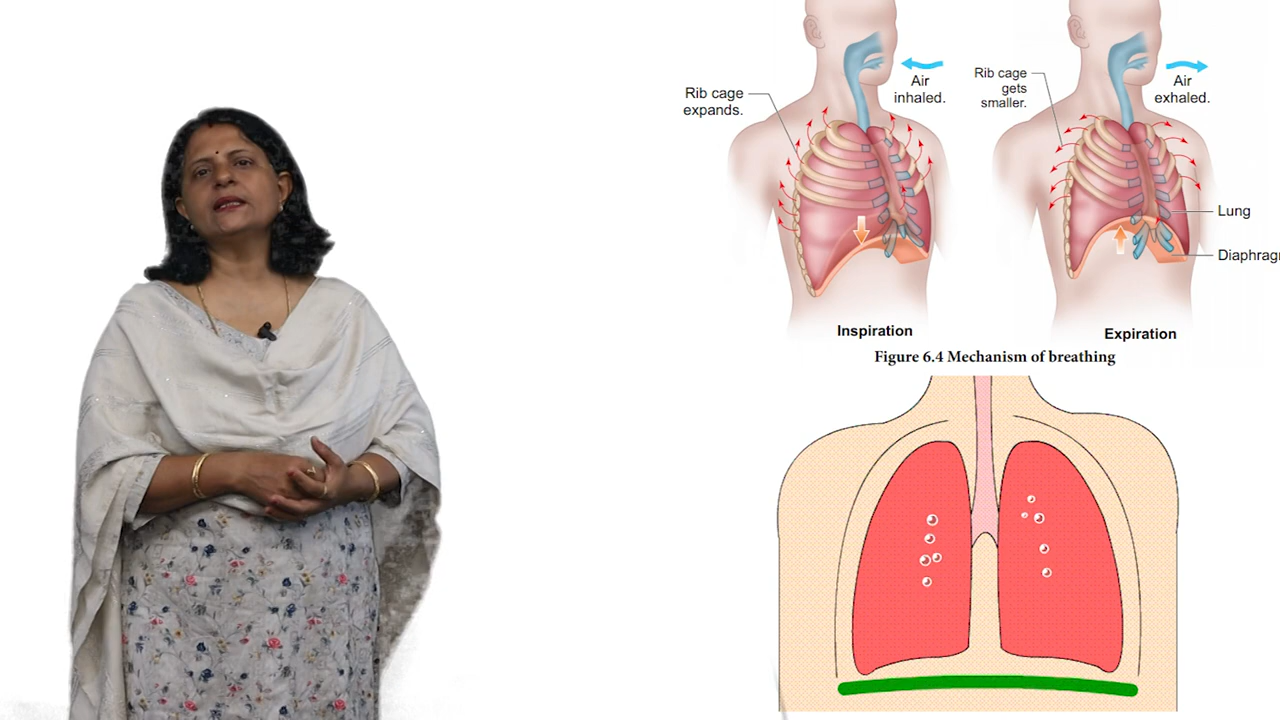 Rib cage
expands.
Air
inhaled.
Inspiration
Rib cage
gets
smaller.
Air
exhaled.
Lung
Diaphrag
Expiration
Figure 6.4 Mechanism of breathing